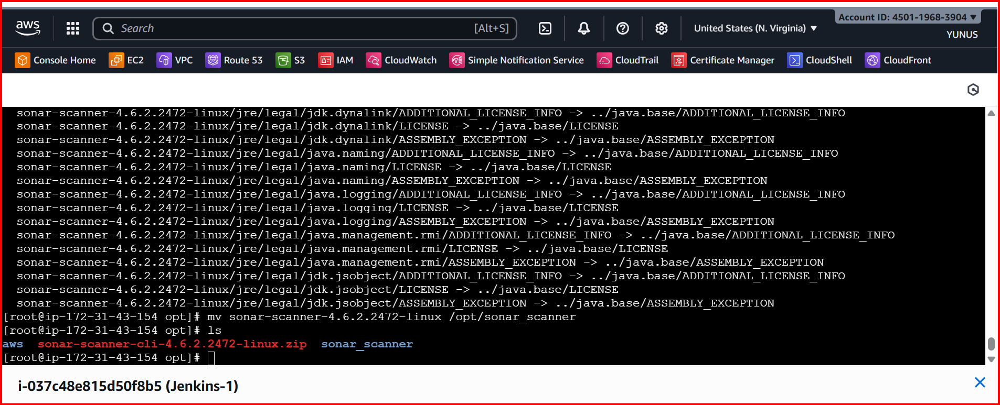 aws Search [Alt+S] United States (N. Virginia) ▼ Account ID: 4501-1968-3904 ▼
YUNUS
Console Home EC2 VPC Route 53 S3 IAM CloudWatch Simple Notification Service CloudTrail Certificate Manager CloudShell CloudFront
sonar-scanner-4.6.2.2472-linux/jre/legal/jdk.dynalink/ADDITIONAL_LICENSE_INFO -> ../java.base/ADDITIONAL_LICENSE_INFO
sonar-scanner-4.6.2.2472-linux/jre/legal/jdk.dynalink/LICENSE -> ../java.base/LICENSE
sonar-scanner-4.6.2.2472-linux/jre/legal/jdk.dynalink/ASSEMBLY_EXCEPTION -> ../java.base/ASSEMBLY_EXCEPTION
sonar-scanner-4.6.2.2472-linux/jre/legal/java.naming/ADDITIONAL_LICENSE_INFO -> ../java.base/ADDITIONAL_LICENSE_INFO
sonar-scanner-4.6.2.2472-linux/jre/legal/java.naming/LICENSE -> ../java.base/LICENSE
sonar-scanner-4.6.2.2472-linux/jre/legal/java.naming/ASSEMBLY_EXCEPTION -> ../java.base/ASSEMBLY_EXCEPTION
sonar-scanner-4.6.2.2472-linux/jre/legal/java.logging/ADDITIONAL_LICENSE_INFO -> ../java.base/ADDITIONAL_LICENSE_INFO
sonar-scanner-4.6.2.2472-linux/jre/legal/java.logging/LICENSE -> ../java.base/LICENSE
sonar-scanner-4.6.2.2472-linux/jre/legal/java.logging/ASSEMBLY_EXCEPTION -> ../java.base/ASSEMBLY_EXCEPTION
sonar-scanner-4.6.2.2472-linux/jre/legal/java.management.rmi/ADDITIONAL_LICENSE_INFO -> ../java.base/ADDITIONAL_LICENSE_INFO
sonar-scanner-4.6.2.2472-linux/jre/legal/java.management.rmi/LICENSE -> ../java.base/LICENSE
sonar-scanner-4.6.2.2472-linux/jre/legal/java.management.rmi/ASSEMBLY_EXCEPTION -> ../java.base/ASSEMBLY_EXCEPTION
sonar-scanner-4.6.2.2472-linux/jre/legal/jdk.jsobject/ADDITIONAL_LICENSE_INFO -> ../java.base/ADDITIONAL_LICENSE_INFO
sonar-scanner-4.6.2.2472-linux/jre/legal/jdk.jsobject/LICENSE -> ../java.base/LICENSE
sonar-scanner-4.6.2.2472-linux/jre/legal/jdk.jsobject/ASSEMBLY_EXCEPTION -> ../java.base/ASSEMBLY_EXCEPTION
[root@ip-172-31-43-154 opt]# mv sonar-scanner-4.6.2.2472-linux /opt/sonar_scanner
[root@ip-172-31-43-154 opt]# ls
aws sonar-scanner-cli-4.6.2.2472-linux.zip sonar_scanner
[root@ip-172-31-43-154 opt]#
i-037c48e815d50f8b5 (Jenkins-1)